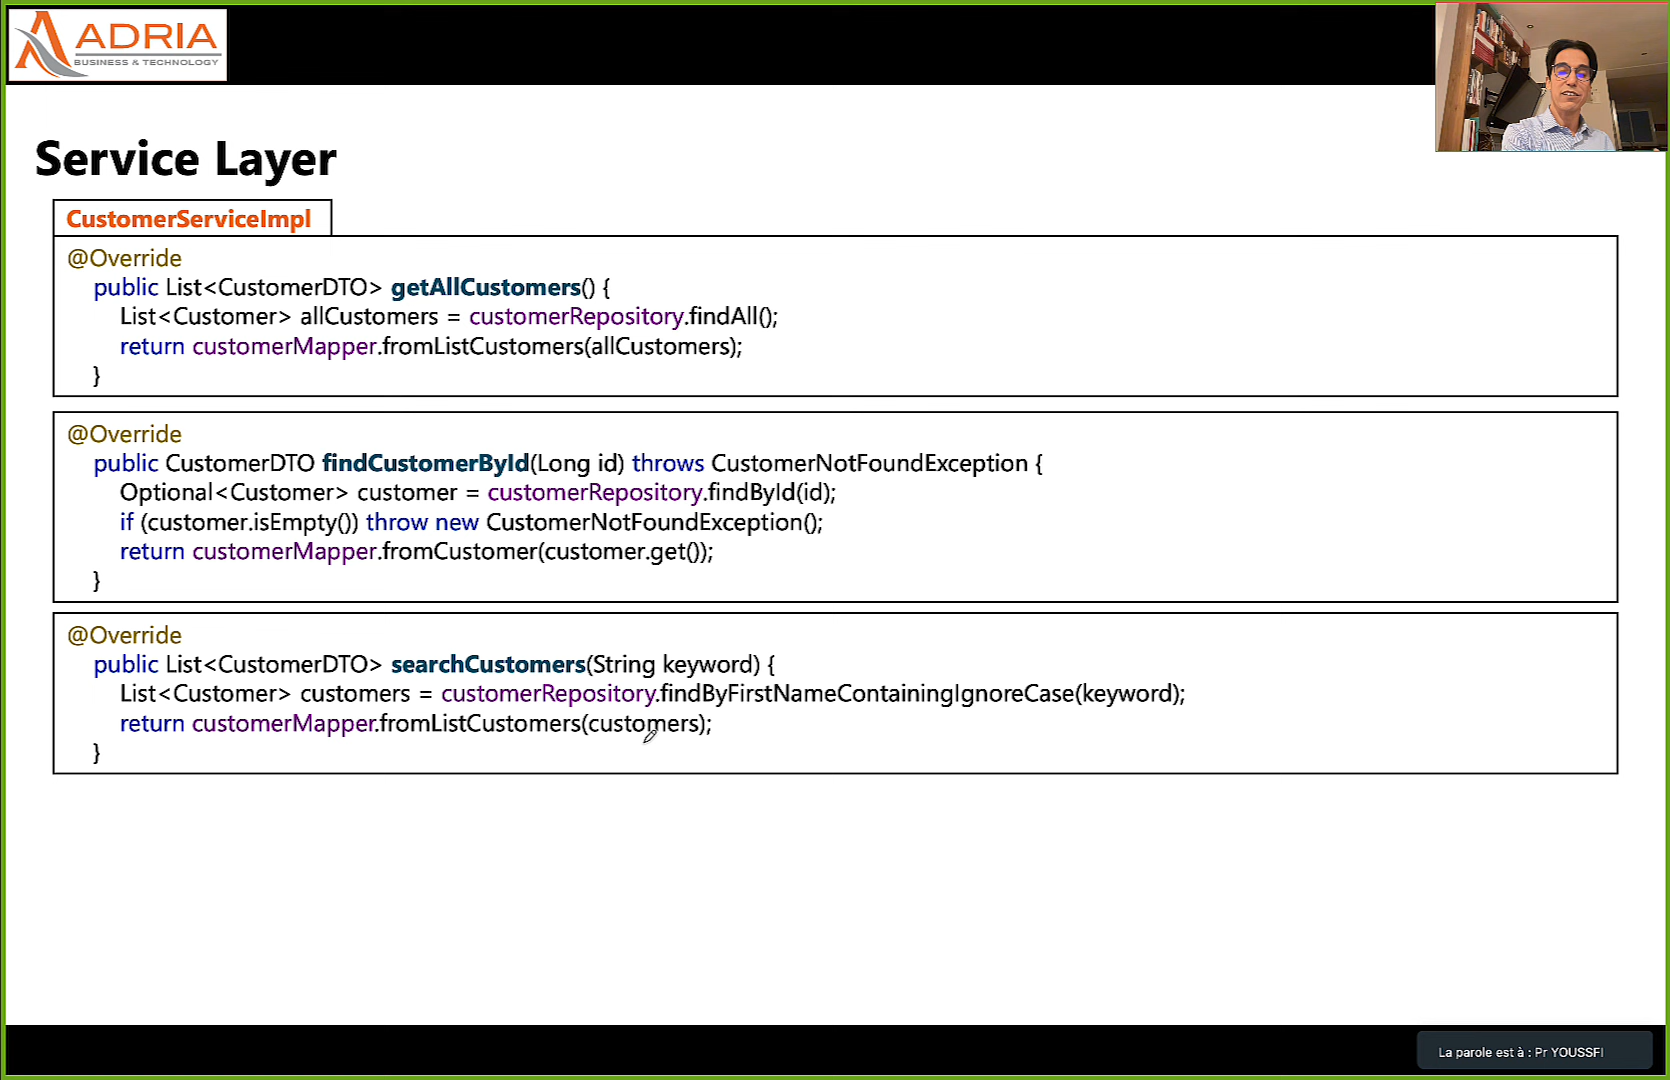 ADRIA
BUSINESS & TECHNOLOGY
Service Layer
CustomerServiceImpl
@Override
public List<CustomerDTO> getAllCustomers() {
List<Customer> allCustomers = customerRepository.findAll();
return customerMapper.fromListCustomers(allCustomers);
}
@Override
public CustomerDTO findCustomerById(Long id) throws CustomerNotFoundException {
Optional<Customer> customer = customerRepository.findById(id);
if (customer.isEmpty()) throw new CustomerNotFoundException();
return customerMapper.fromCustomer(customer.get());
}
@Override
public List<CustomerDTO> searchCustomers(String keyword) {
List<Customer> customers = customerRepository.findByFirstNameContainingIgnoreCase(keyword);
return customerMapper.fromListCustomers(customers);
}
La parole est à : Pr YOUSSFI